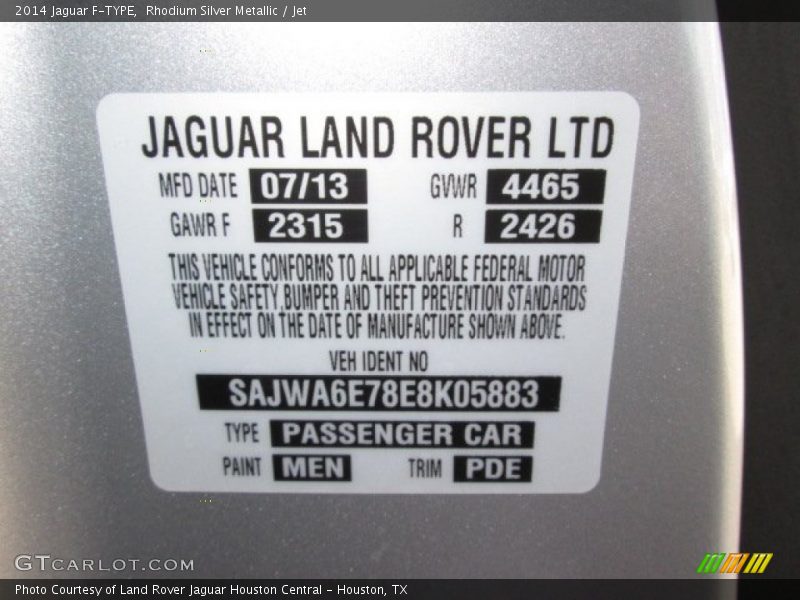 2014 Jaguar F-TYPE, Rhodium Silver Metallic / Jet
JAGUAR LAND ROVER LTD
MFD DATE 07/13 GVWR 4465
GAWR F 2315 R 2426
THIS VEHICLE CONFORMS TO ALL APPLICABLE FEDERAL MOTOR
VEHICLE SAFETY,BUMPER AND THEFT PREVENTION STANDARDS
IN EFFECT ON THE DATE OF MANUFACTURE SHOWN ABOVE.
VEH IDENT NO
SAJWA6E78E8K05883
TYPE PASSENGER CAR
PAINT MEN TRIM PDE
GTCARLOT.COM
Photo Courtesy of Land Rover Jaguar Houston Central - Houston, TX